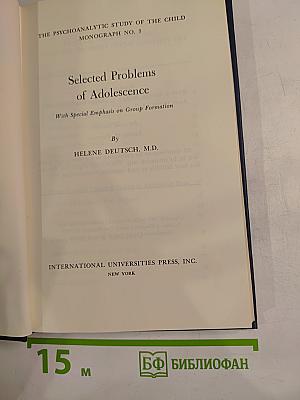 THE PSYCHOANALYTIC STUDY OF THE CHILD
MONOGRAPH NO. 3
Selected Problems
of Adolescence
With Special Emphasis on Group Formation
By
HELENE DEUTSCH, M.D.
INTERNATIONAL UNIVERSITIES PRESS, INC.
NEW YORK
15 м
БФ БИБЛИОФАН